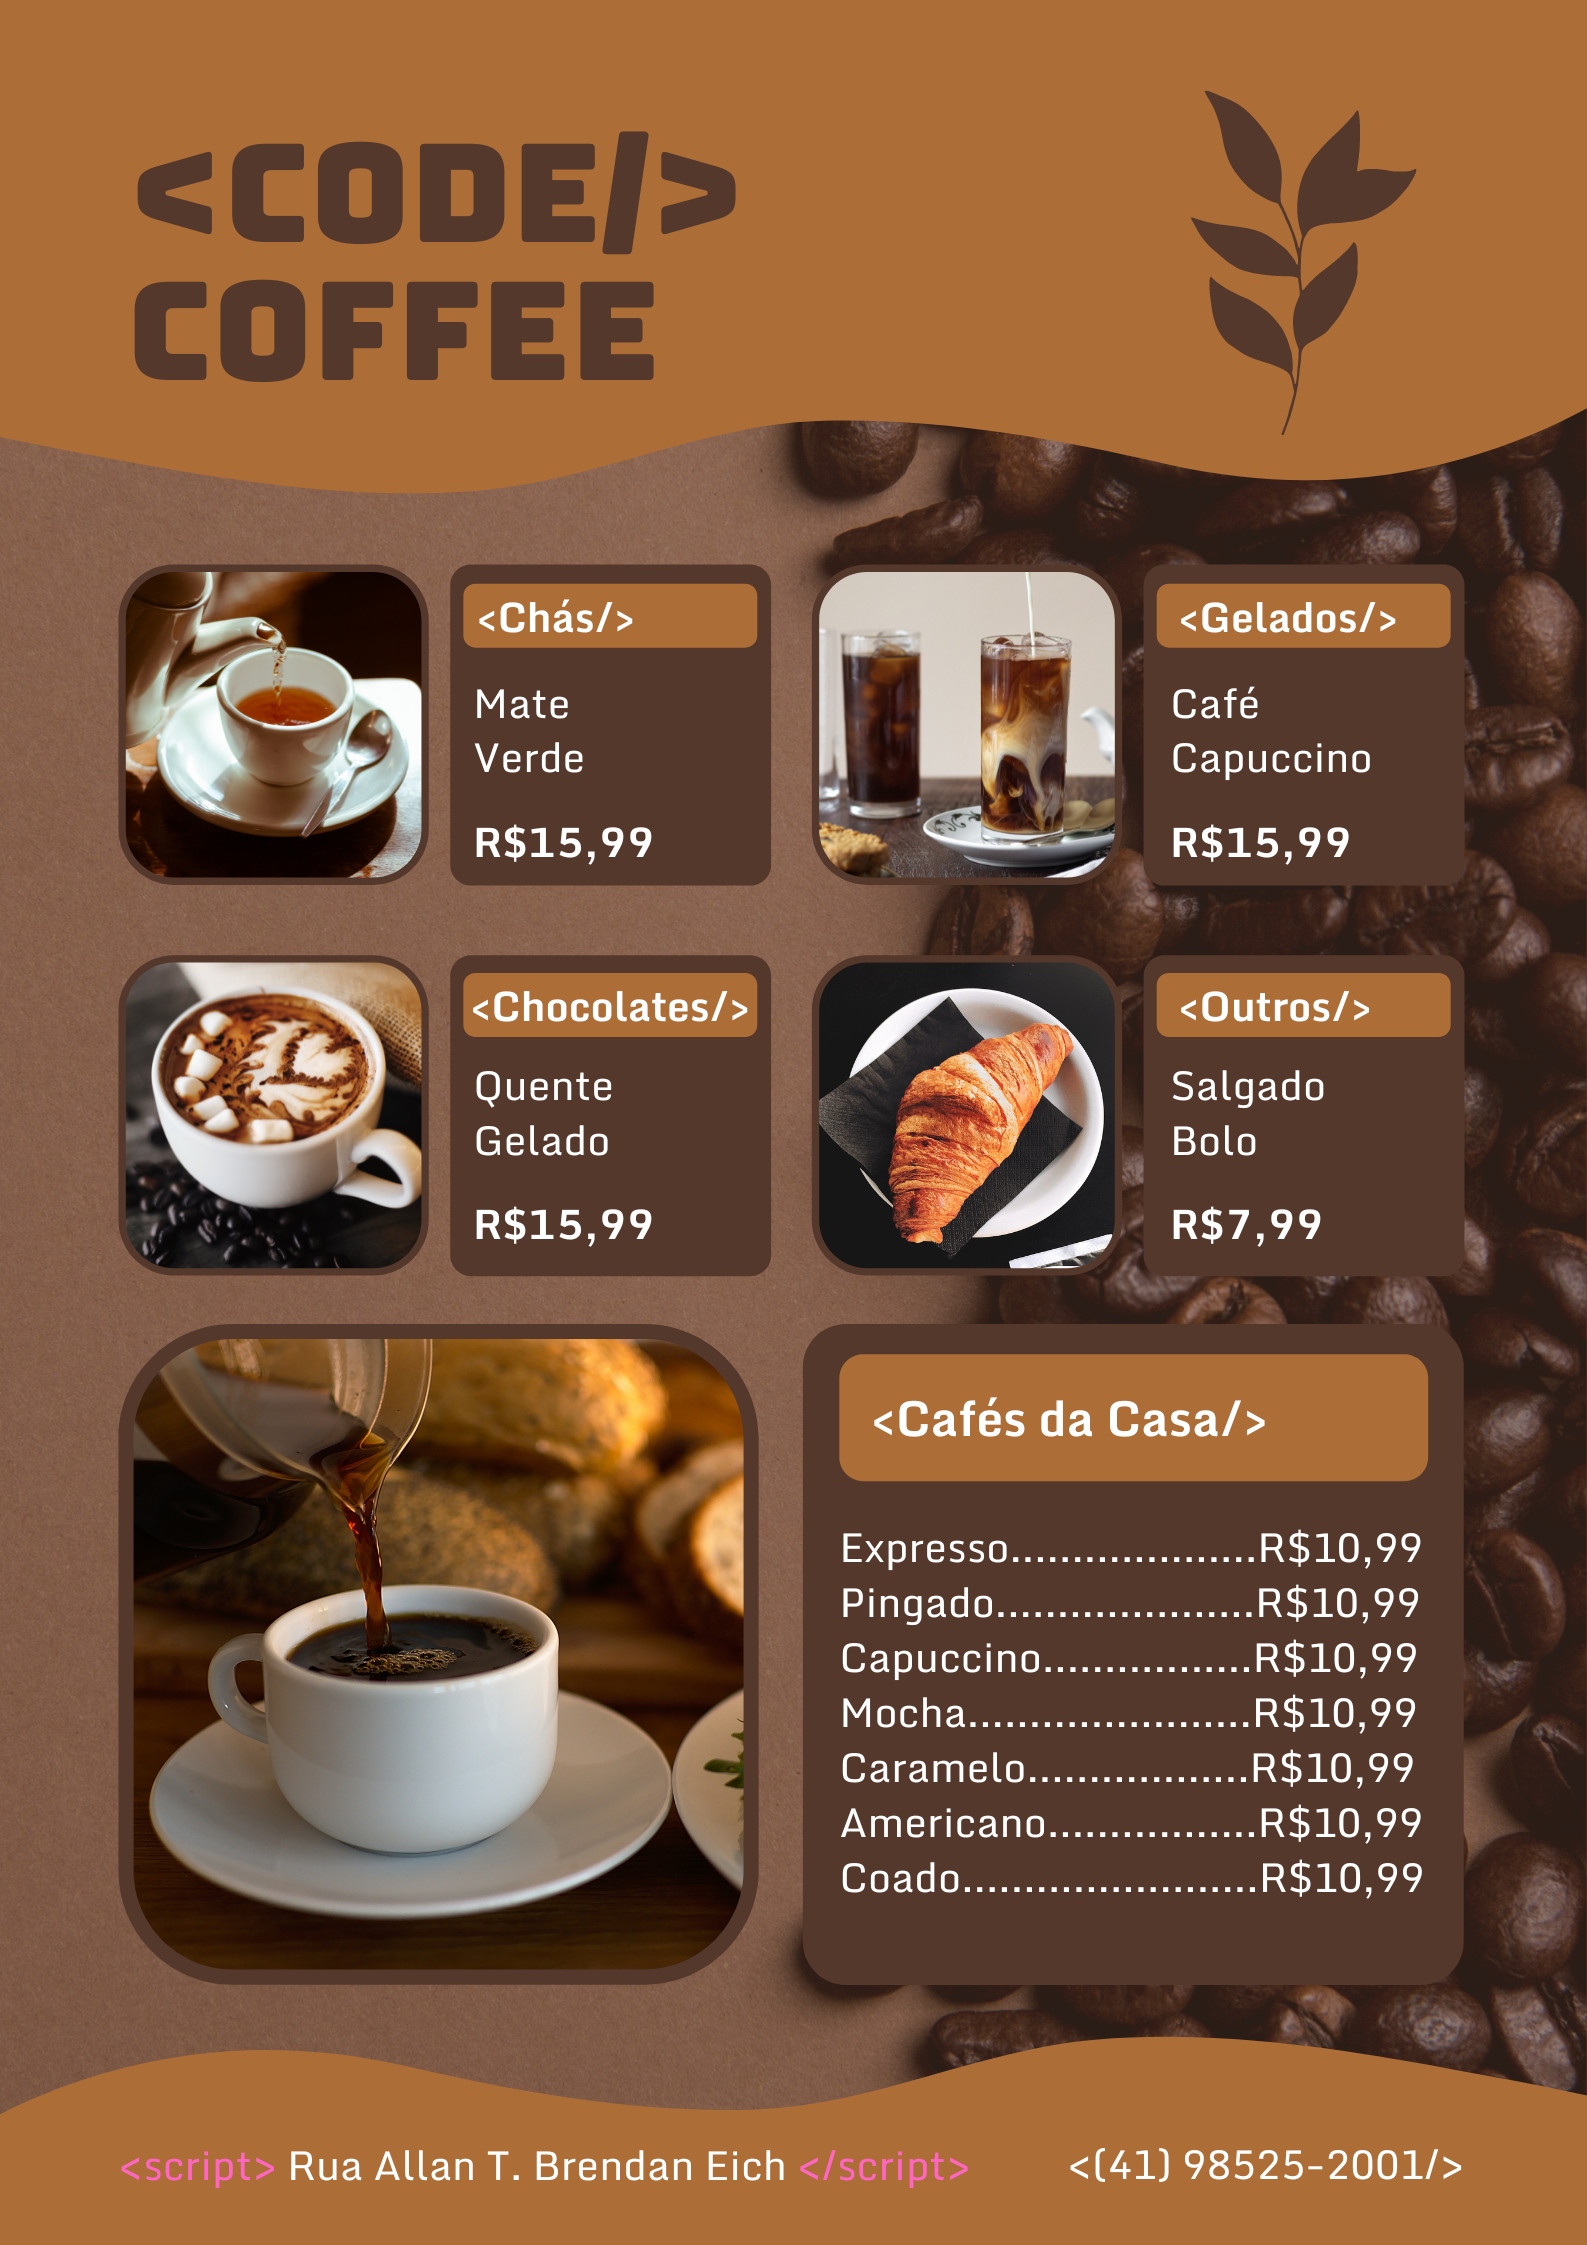 <CODE/>
COFFEE
<Chás/>
Mate
Verde
R$15,99
<Gelados/>
Café
Capuccino
R$15,99
<Chocolates/>
Quente
Gelado
R$15,99
<Outros/>
Salgado
Bolo
R$7,99
<Cafés da Casa/>
Expresso....................R$10,99
Pingado.....................R$10,99
Capuccino.................R$10,99
Mocha.......................R$10,99
Caramelo..................R$10,99
Americano.................R$10,99
Coado........................R$10,99
<script> Rua Allan T. Brendan Eich </script>
<(41) 98525-2001/>